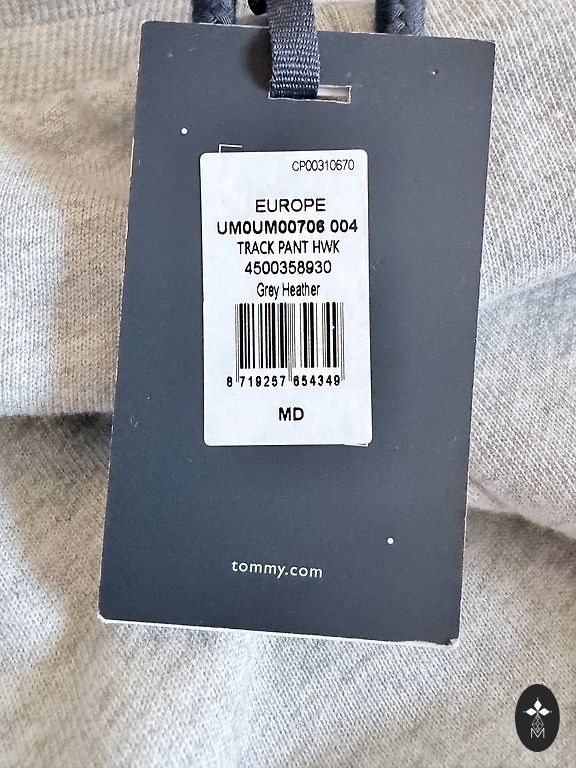 CP00310670
EUROPE
UM0UM00706 004
TRACK PANT HWK
4500358930
Grey Heather
8 719257 654349
MD
tommy.com
M